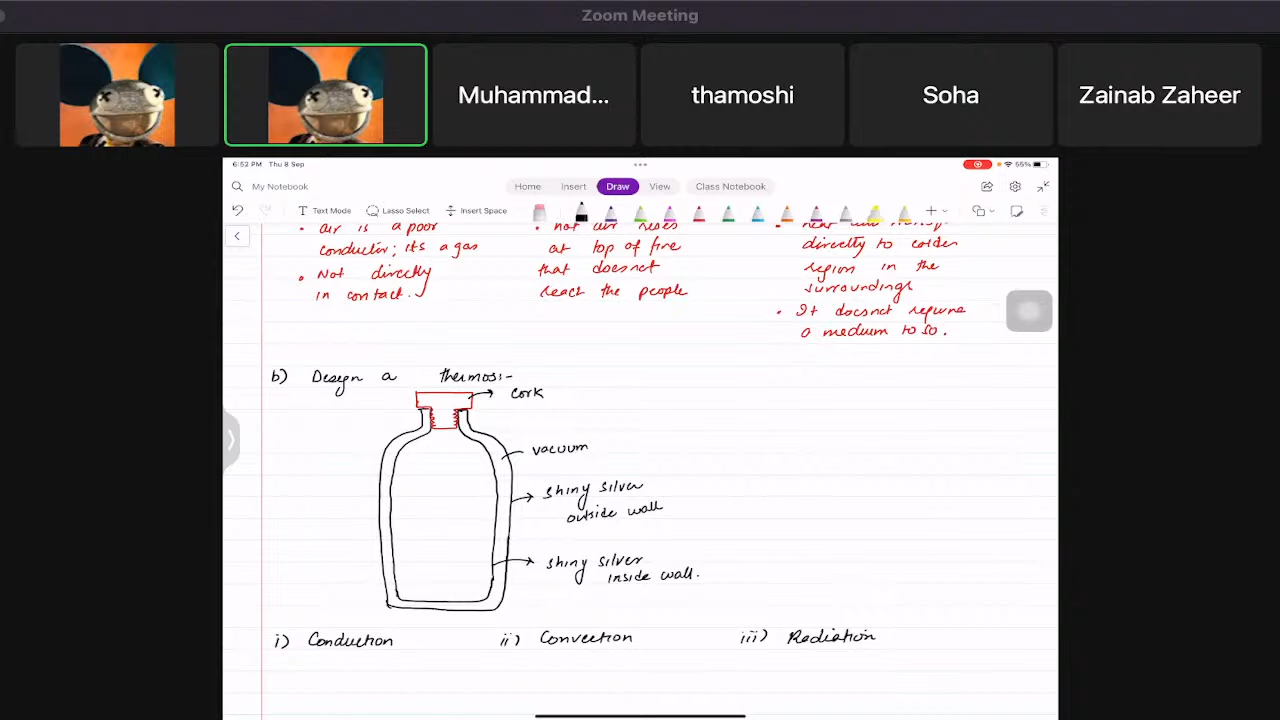 Zoom Meeting
Muhammad... thamoshi Soha Zainab Zaheer
6:52 PM Thu 8 Sep
55%
My Notebook
Home Insert Draw View Class Notebook
Text Mode Lasso Select Insert Space
• air is a poor
conductor; its a gas
• Not directly
in contact.
• hot air rises
at top of fire
that doesnot
reach the people
directly to colder
region in the
surroundings
• It doesnot require
a medium to so.
b) Design a thermos:-
cork
vacuum
shiny silver
outside wall
shiny silver
inside wall.
i) Conduction ii) Convection iii) Radiation